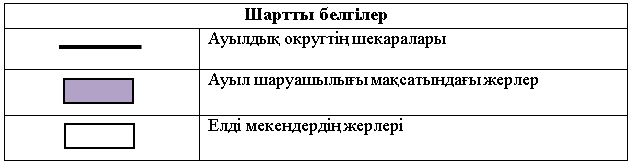 Шартты белгілер
Ауылдық округтің шекаралары
Ауыл шаруашылығы мақсатындағы жерлер
Елді мекендердің жерлері